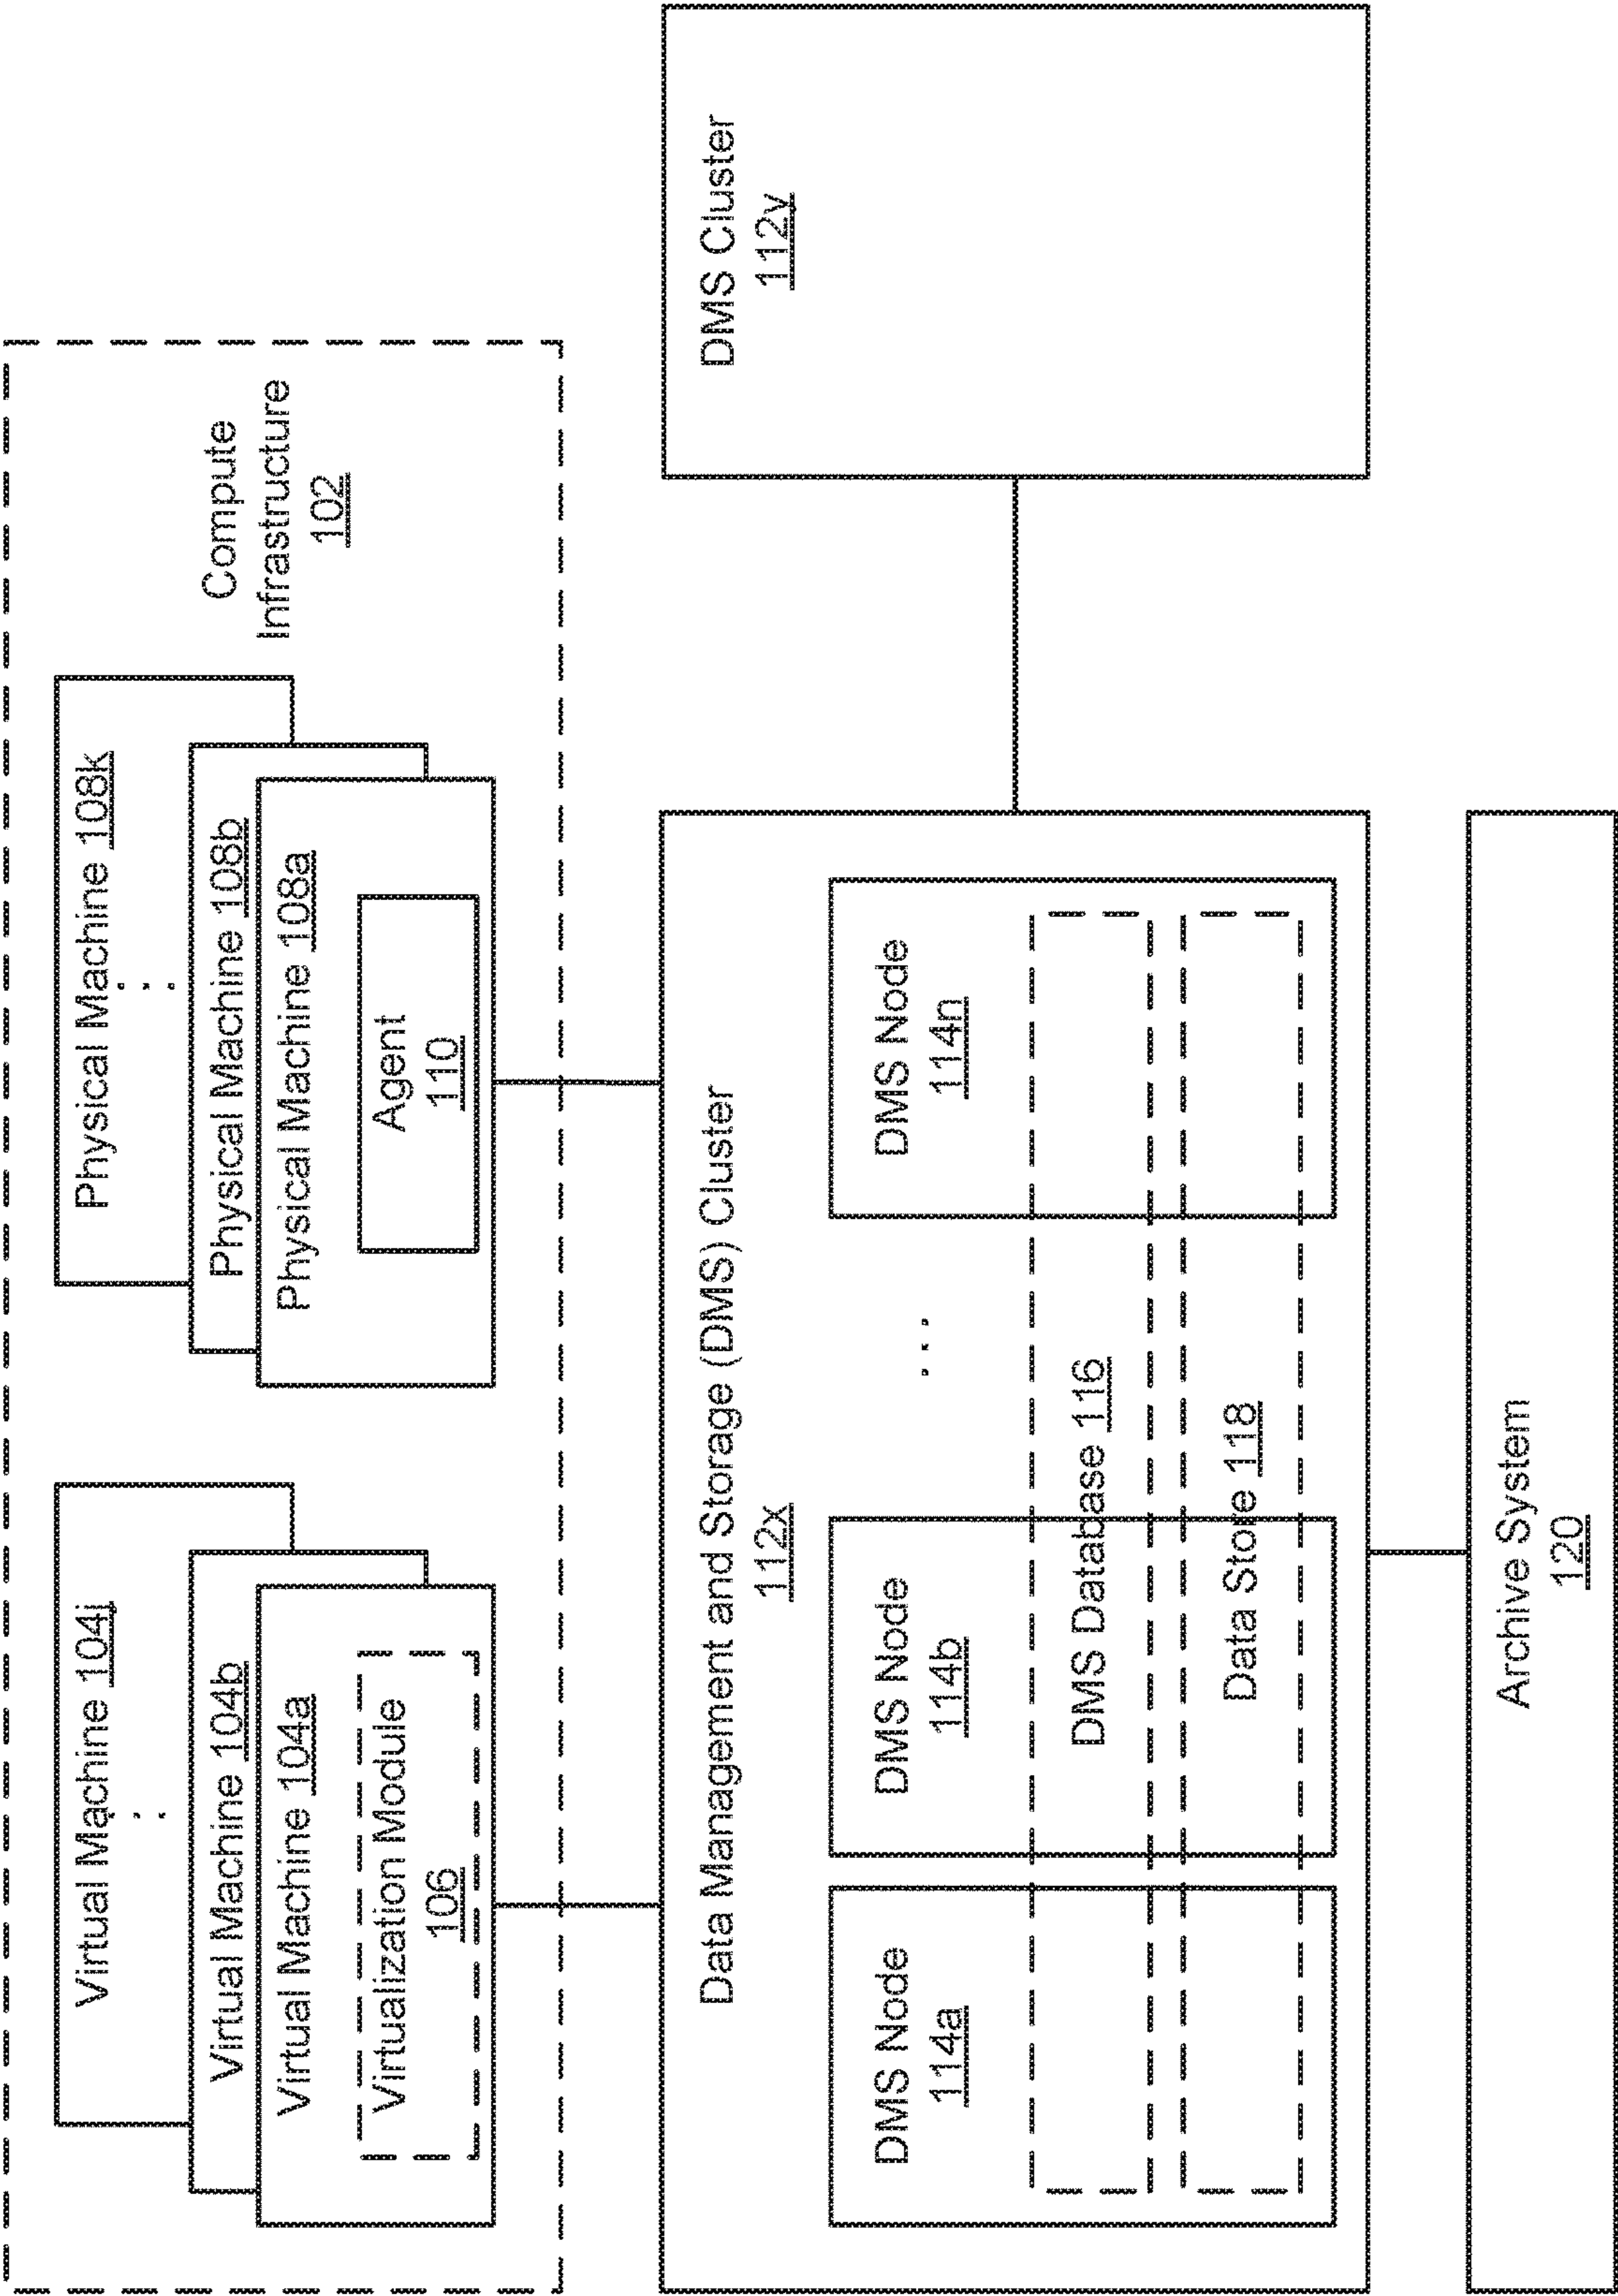 Virtual Machine 104j
Virtual Machine 104b
Virtual Machine 104a
Virtualization Module
106
Physical Machine 108k
Physical Machine 108b
Physical Machine 108a
Agent
110
Compute
Infrastructure
102
Data Management and Storage (DMS) Cluster
112x
DMS Node
114a
DMS Node
114b
...
DMS Node
114n
DMS Database 116
Data Store 118
DMS Cluster
112y
Archive System
120